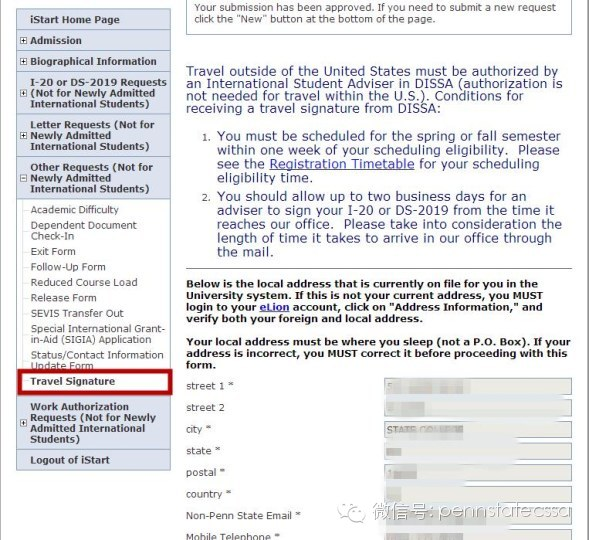 iStart Home Page
Admission
Biographical Information
I-20 or DS-2019 Requests
(Not for Newly Admitted
International Students)
Letter Requests (Not for
Newly Admitted
International Students)
Other Requests (Not for
Newly Admitted
International Students)
Academic Difficulty
Dependent Document
Check-In
Exit Form
Follow-Up Form
Reduced Course Load
Release Form
SEVIS Transfer Out
Special International Grant-
in-Aid (SIGIA) Application
Status/Contact Information
Update Form
Travel Signature
Work Authorization
Requests (Not for Newly
Admitted International
Students)
Logout of iStart
Your submission has been approved. If you need to submit a new request
click the "New" button at the bottom of the page.
Travel outside of the United States must be authorized by
an International Student Adviser in DISSA (authorization is
not needed for travel within the U.S.). Conditions for
receiving a travel signature from DISSA:
1. You must be scheduled for the spring or fall semester
within one week of your scheduling eligibility. Please
see the Registration Timetable for your scheduling
eligibility time.
2. You should allow up to two business days for an
adviser to sign your I-20 or DS-2019 from the time it
reaches our office. Please take into consideration
the length of time it takes to arrive in our office through
the mail.
Below is the local address that is currently on file for you in the
University system. If this is not your current address, you MUST
login to your eLion account, click on "Address Information," and
verify both your foreign and local address.
Your local address must be where you sleep (not a P.O. Box). If your
address is incorrect, you MUST correct it before proceeding with this
form.
street 1 *
street 2
city * STATE COLLEGE
state *
postal *
country *
Non-Penn State Email *
Mobile Telephone *
微信号: pennstatecssa